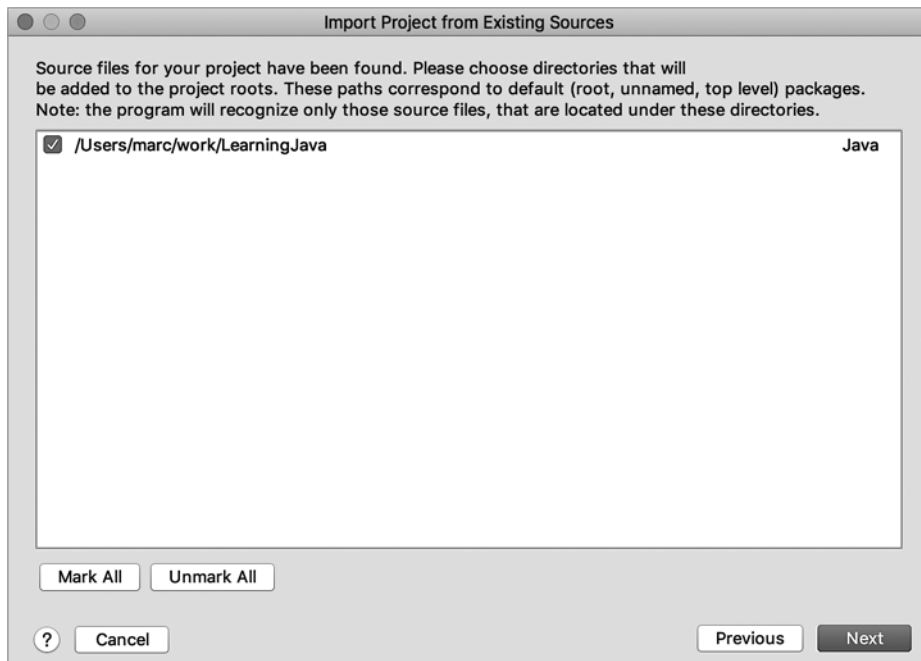 Import Project from Existing Sources
Source files for your project have been found. Please choose directories that will
be added to the project roots. These paths correspond to default (root, unnamed, top level) packages.
Note: the program will recognize only those source files, that are located under these directories.
/Users/marc/work/LearningJava Java
Mark All Unmark All
? Cancel Previous Next